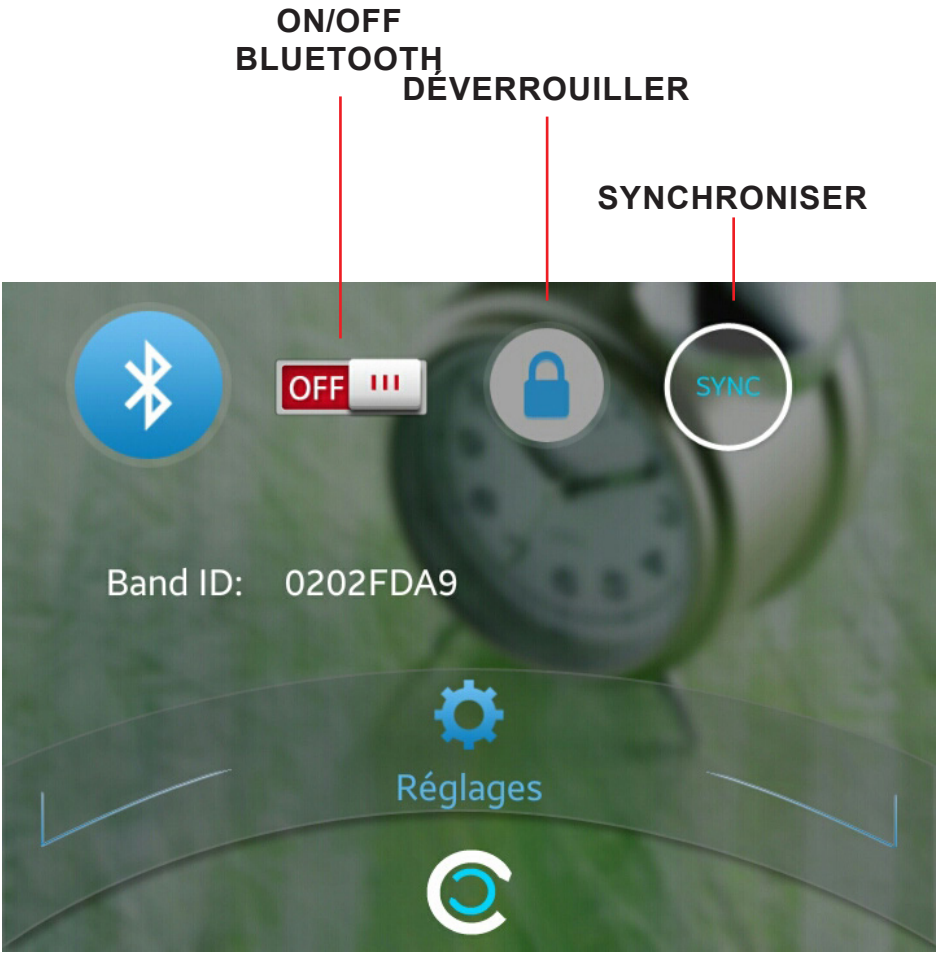 ON/OFF
BLUETOOTH
DÉVERROUILLER
SYNCHRONISER
OFF
SYNC
Band ID: 0202FDA9
Réglages